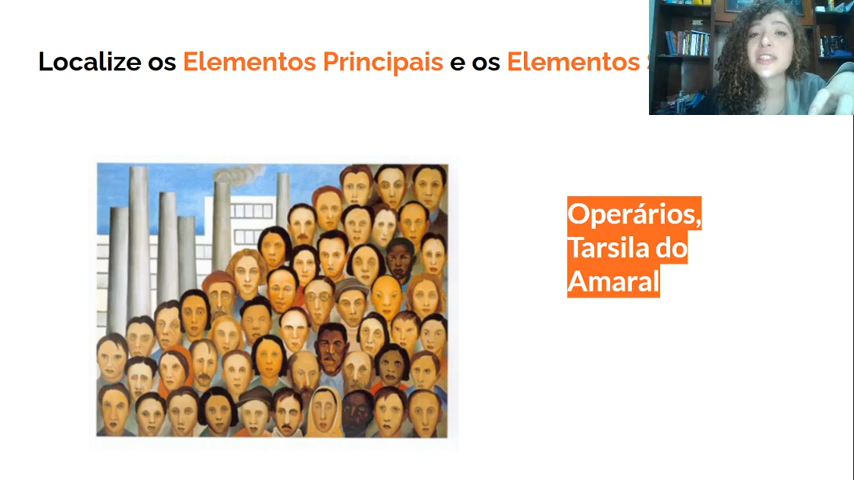 Localize os Elementos Principais e os Elementos
Operários,
Tarsila do
Amaral